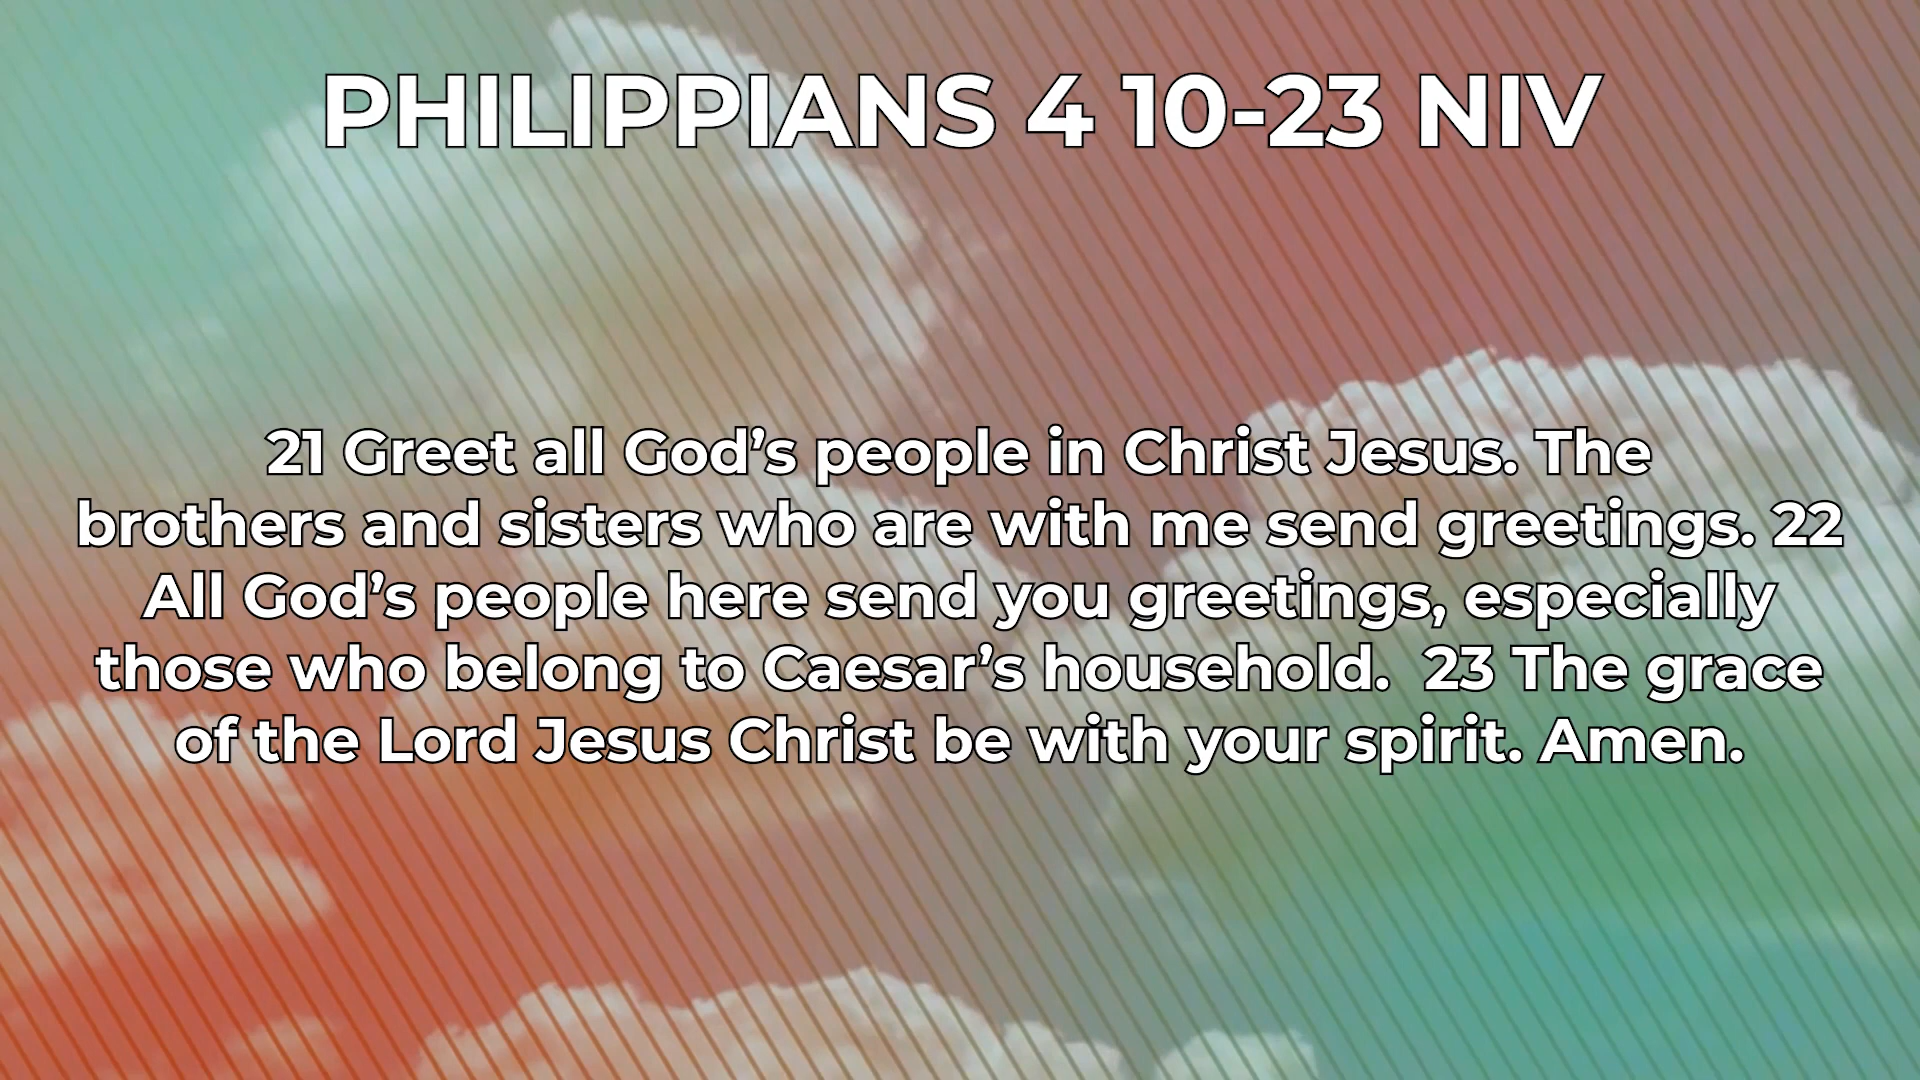 PHILIPPIANS 4 10-23 NIV
21 Greet all God’s people in Christ Jesus. The
brothers and sisters who are with me send greetings. 22
All God’s people here send you greetings, especially
those who belong to Caesar’s household.  23 The grace
of the Lord Jesus Christ be with your spirit. Amen.